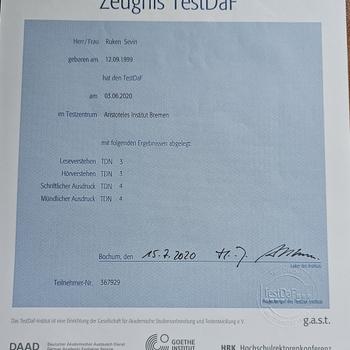 Zeugnis TestDaF
Herr/Frau Ruken Sevin
geboren am 12.09.1999
hat den TestDaF
am 03.06.2020
im Testzentrum Aristoteles Institut Bremen
mit folgenden Ergebnissen abgelegt:
Leseverstehen TDN 3
Hörverstehen TDN 3
Schriftlicher Ausdruck TDN 4
Mündlicher Ausdruck TDN 4
Bochum, den 15.7.2020
Leiter des Instituts
TestDaF
Teilnehmer-Nr. 367929
Das TestDaF-Institut ist eine Einrichtung der Gesellschaft für Akademische Studienvorbereitung und Testentwicklung e. V.
g.a.s.t.
DAAD Deutscher Akademischer Austausch Dienst GOETHE INSTITUT HRK Hochschulrektorenkonferenz